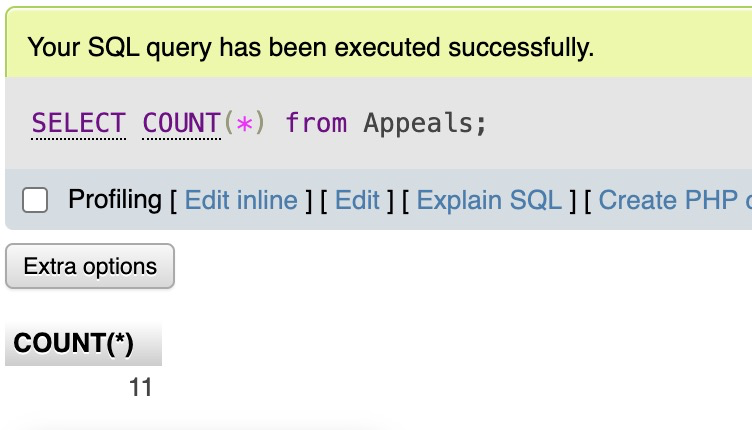 Your SQL query has been executed successfully.
SELECT COUNT(*) from Appeals;
Profiling [ Edit inline ] [ Edit ] [ Explain SQL ] [ Create PHP
Extra options
COUNT(*)
11